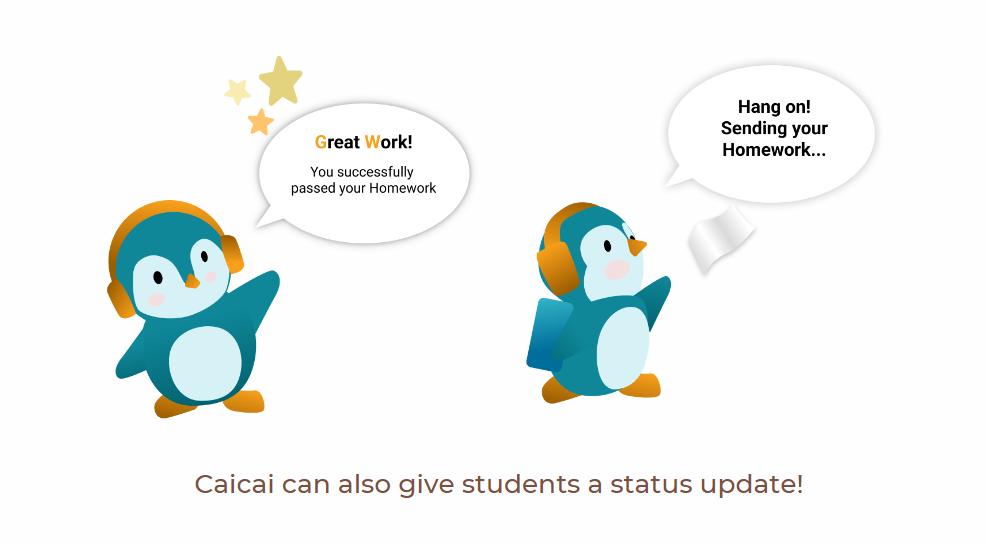 Great Work!
You successfully
passed your Homework
Hang on!
Sending your
Homework...
Caicai can also give students a status update!